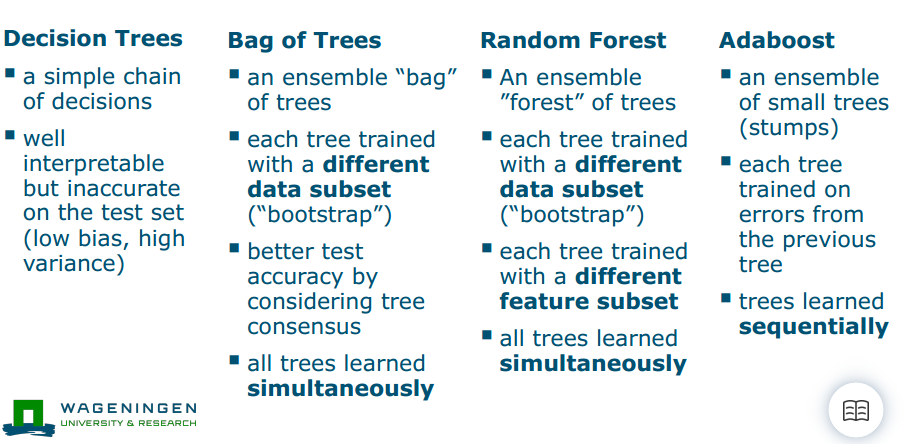 Decision Trees
▪ a simple chain
of decisions
▪ well
interpretable
but inaccurate
on the test set
(low bias, high
variance)
Bag of Trees
▪ an ensemble “bag”
of trees
▪ each tree trained
with a different
data subset
(“bootstrap”)
▪ better test
accuracy by
considering tree
consensus
▪ all trees learned
simultaneously
Random Forest
▪ An ensemble
”forest” of trees
▪ each tree trained
with a different
data subset
(“bootstrap”)
▪ each tree trained
with a different
feature subset
▪ all trees learned
simultaneously
Adaboost
▪ an ensemble
of small trees
(stumps)
▪ each tree
trained on
errors from
the previous
tree
▪ trees learned
sequentially
WAGENINGEN
UNIVERSITY & RESEARCH